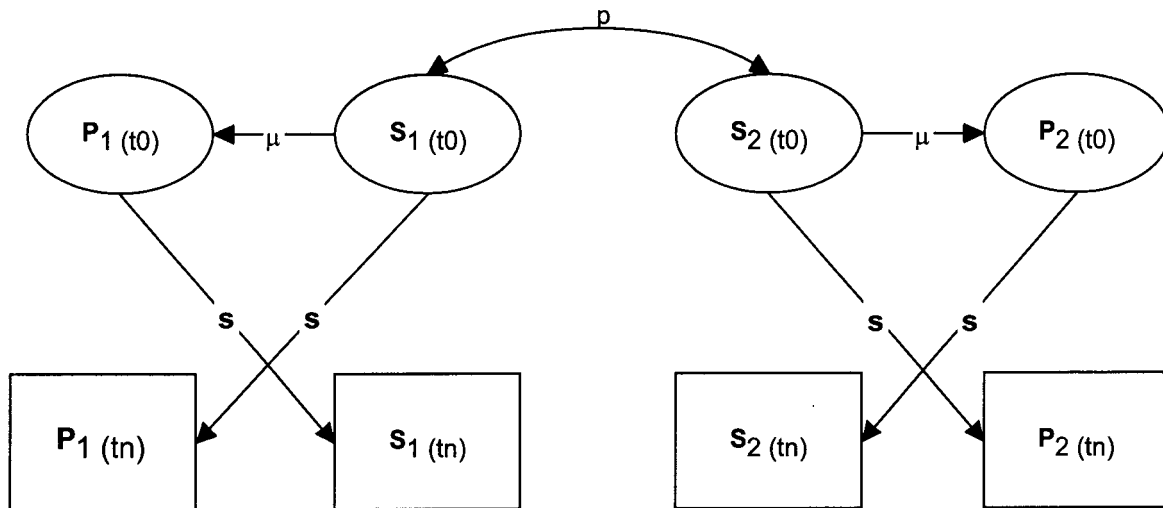 p
P1 (t0)
μ
S1 (t0)
S2 (t0)
μ
P2 (t0)
s
s
s
s
P1 (tn)
S1 (tn)
S2 (tn)
P2 (tn)